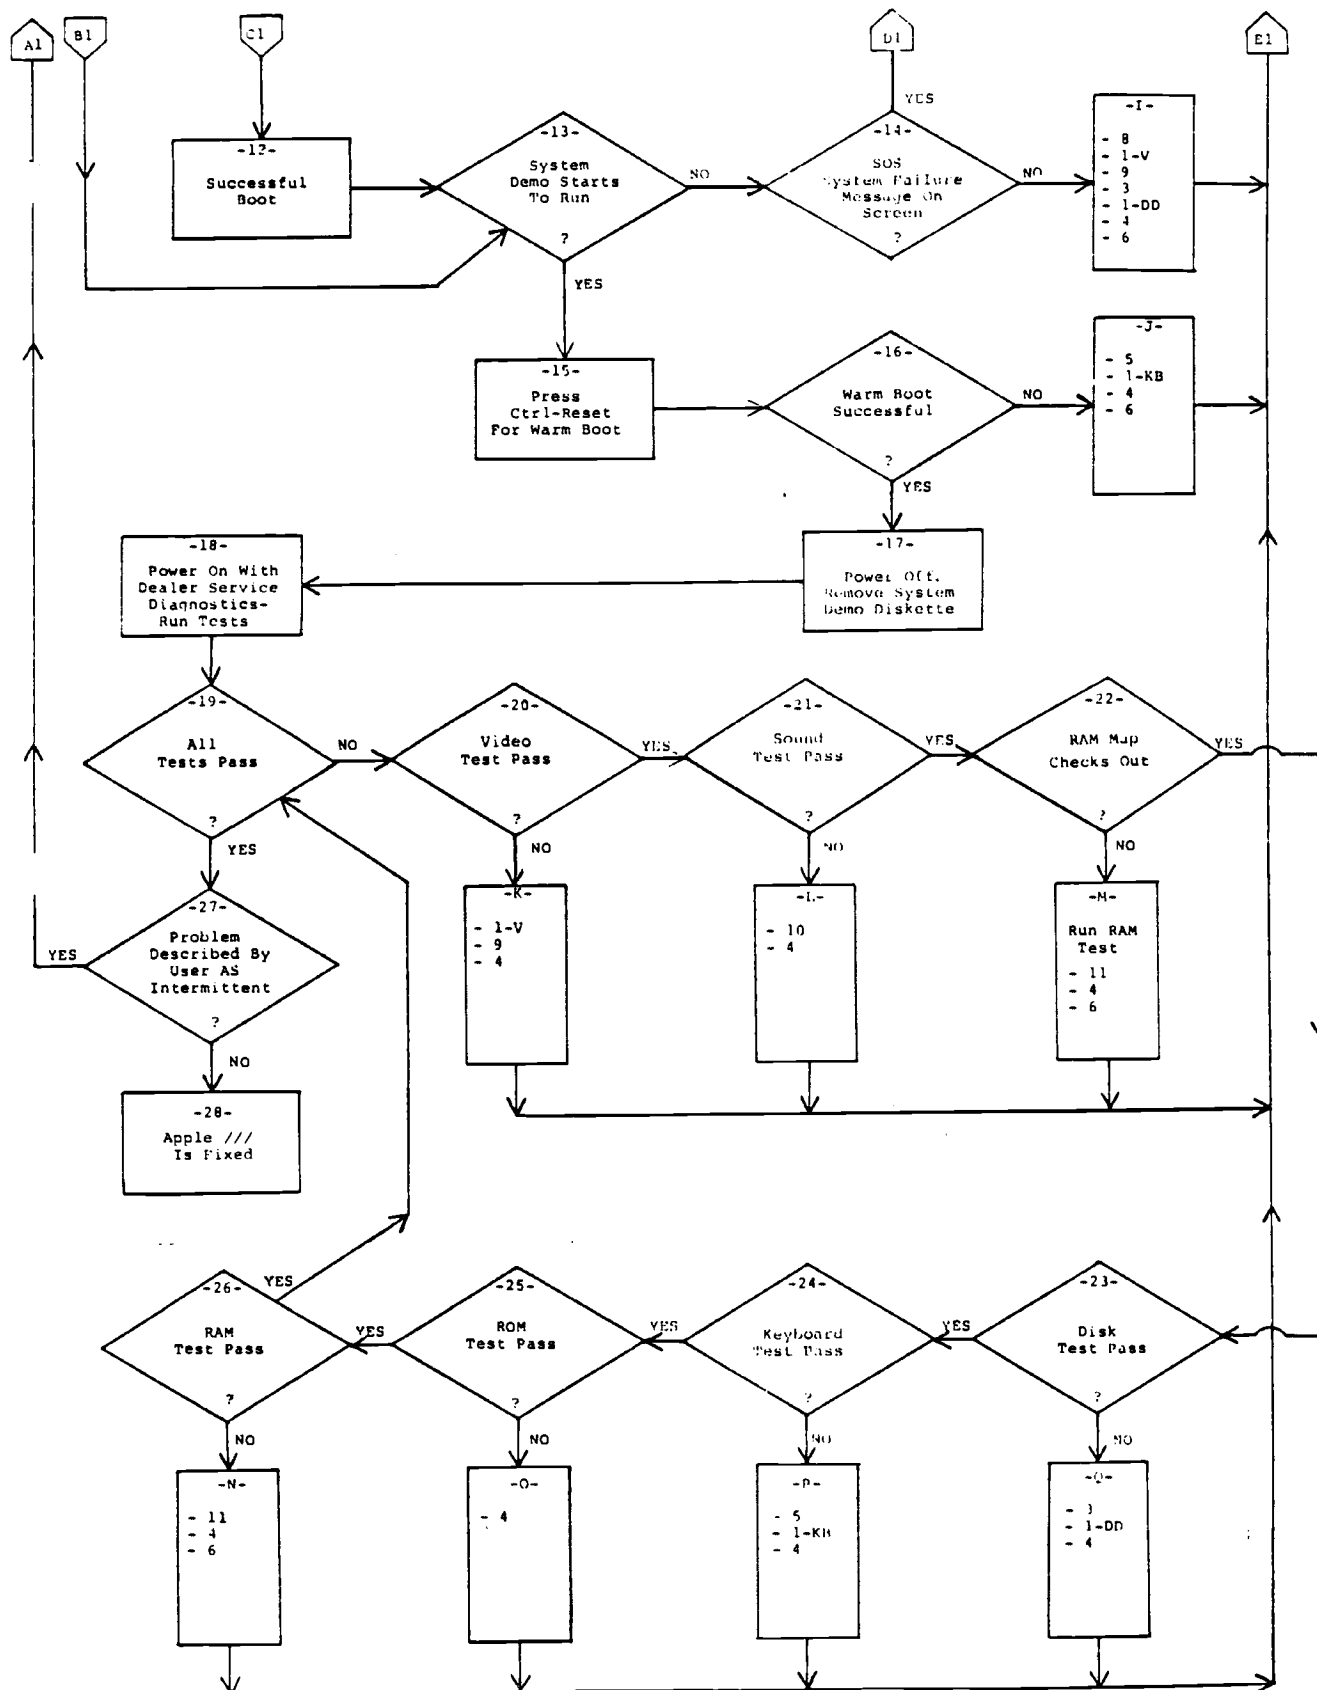 A1
B1
C1
D1
E1
-12-
Successful
Boot
-13-
System
Demo Starts
To Run
?
NO
YES
-14-
SOS
System Failure
Message On
Screen
?
YES
NO
-I-
- 8
- 1-V
- 9
- 3
- 1-DD
- 4
- 6
-15-
Press
Ctrl-Reset
For Warm Boot
-16-
Warm Boot
Successful
?
NO
YES
-J-
- 5
- 1-KB
- 4
- 6
-17-
Power Off,
Remove System
Demo Diskette
-18-
Power On With
Dealer Service
Diagnostics-
Run Tests
-19-
All
Tests Pass
?
NO
YES
-20-
Video
Test Pass
?
YES
NO
-21-
Sound
Test Pass
?
YES
NO
-22-
RAM Map
Checks Out
?
YES
NO
-K-
- 1-V
- 9
- 4
-L-
- 10
- 4
-M-
Run RAM
Test
- 11
- 4
- 6
-27-
Problem
Described By
User AS
Intermittent
?
YES
NO
-28-
Apple ///
Is Fixed
-26-
RAM
Test Pass
?
YES
NO
-25-
ROM
Test Pass
?
YES
NO
-24-
Keyboard
Test Pass
?
YES
NO
-23-
Disk
Test Pass
?
YES
NO
-N-
- 11
- 4
- 6
-O-
- 4
-P-
- 5
- 1-KB
- 4
-Q-
- 3
- 1-DD
- 4